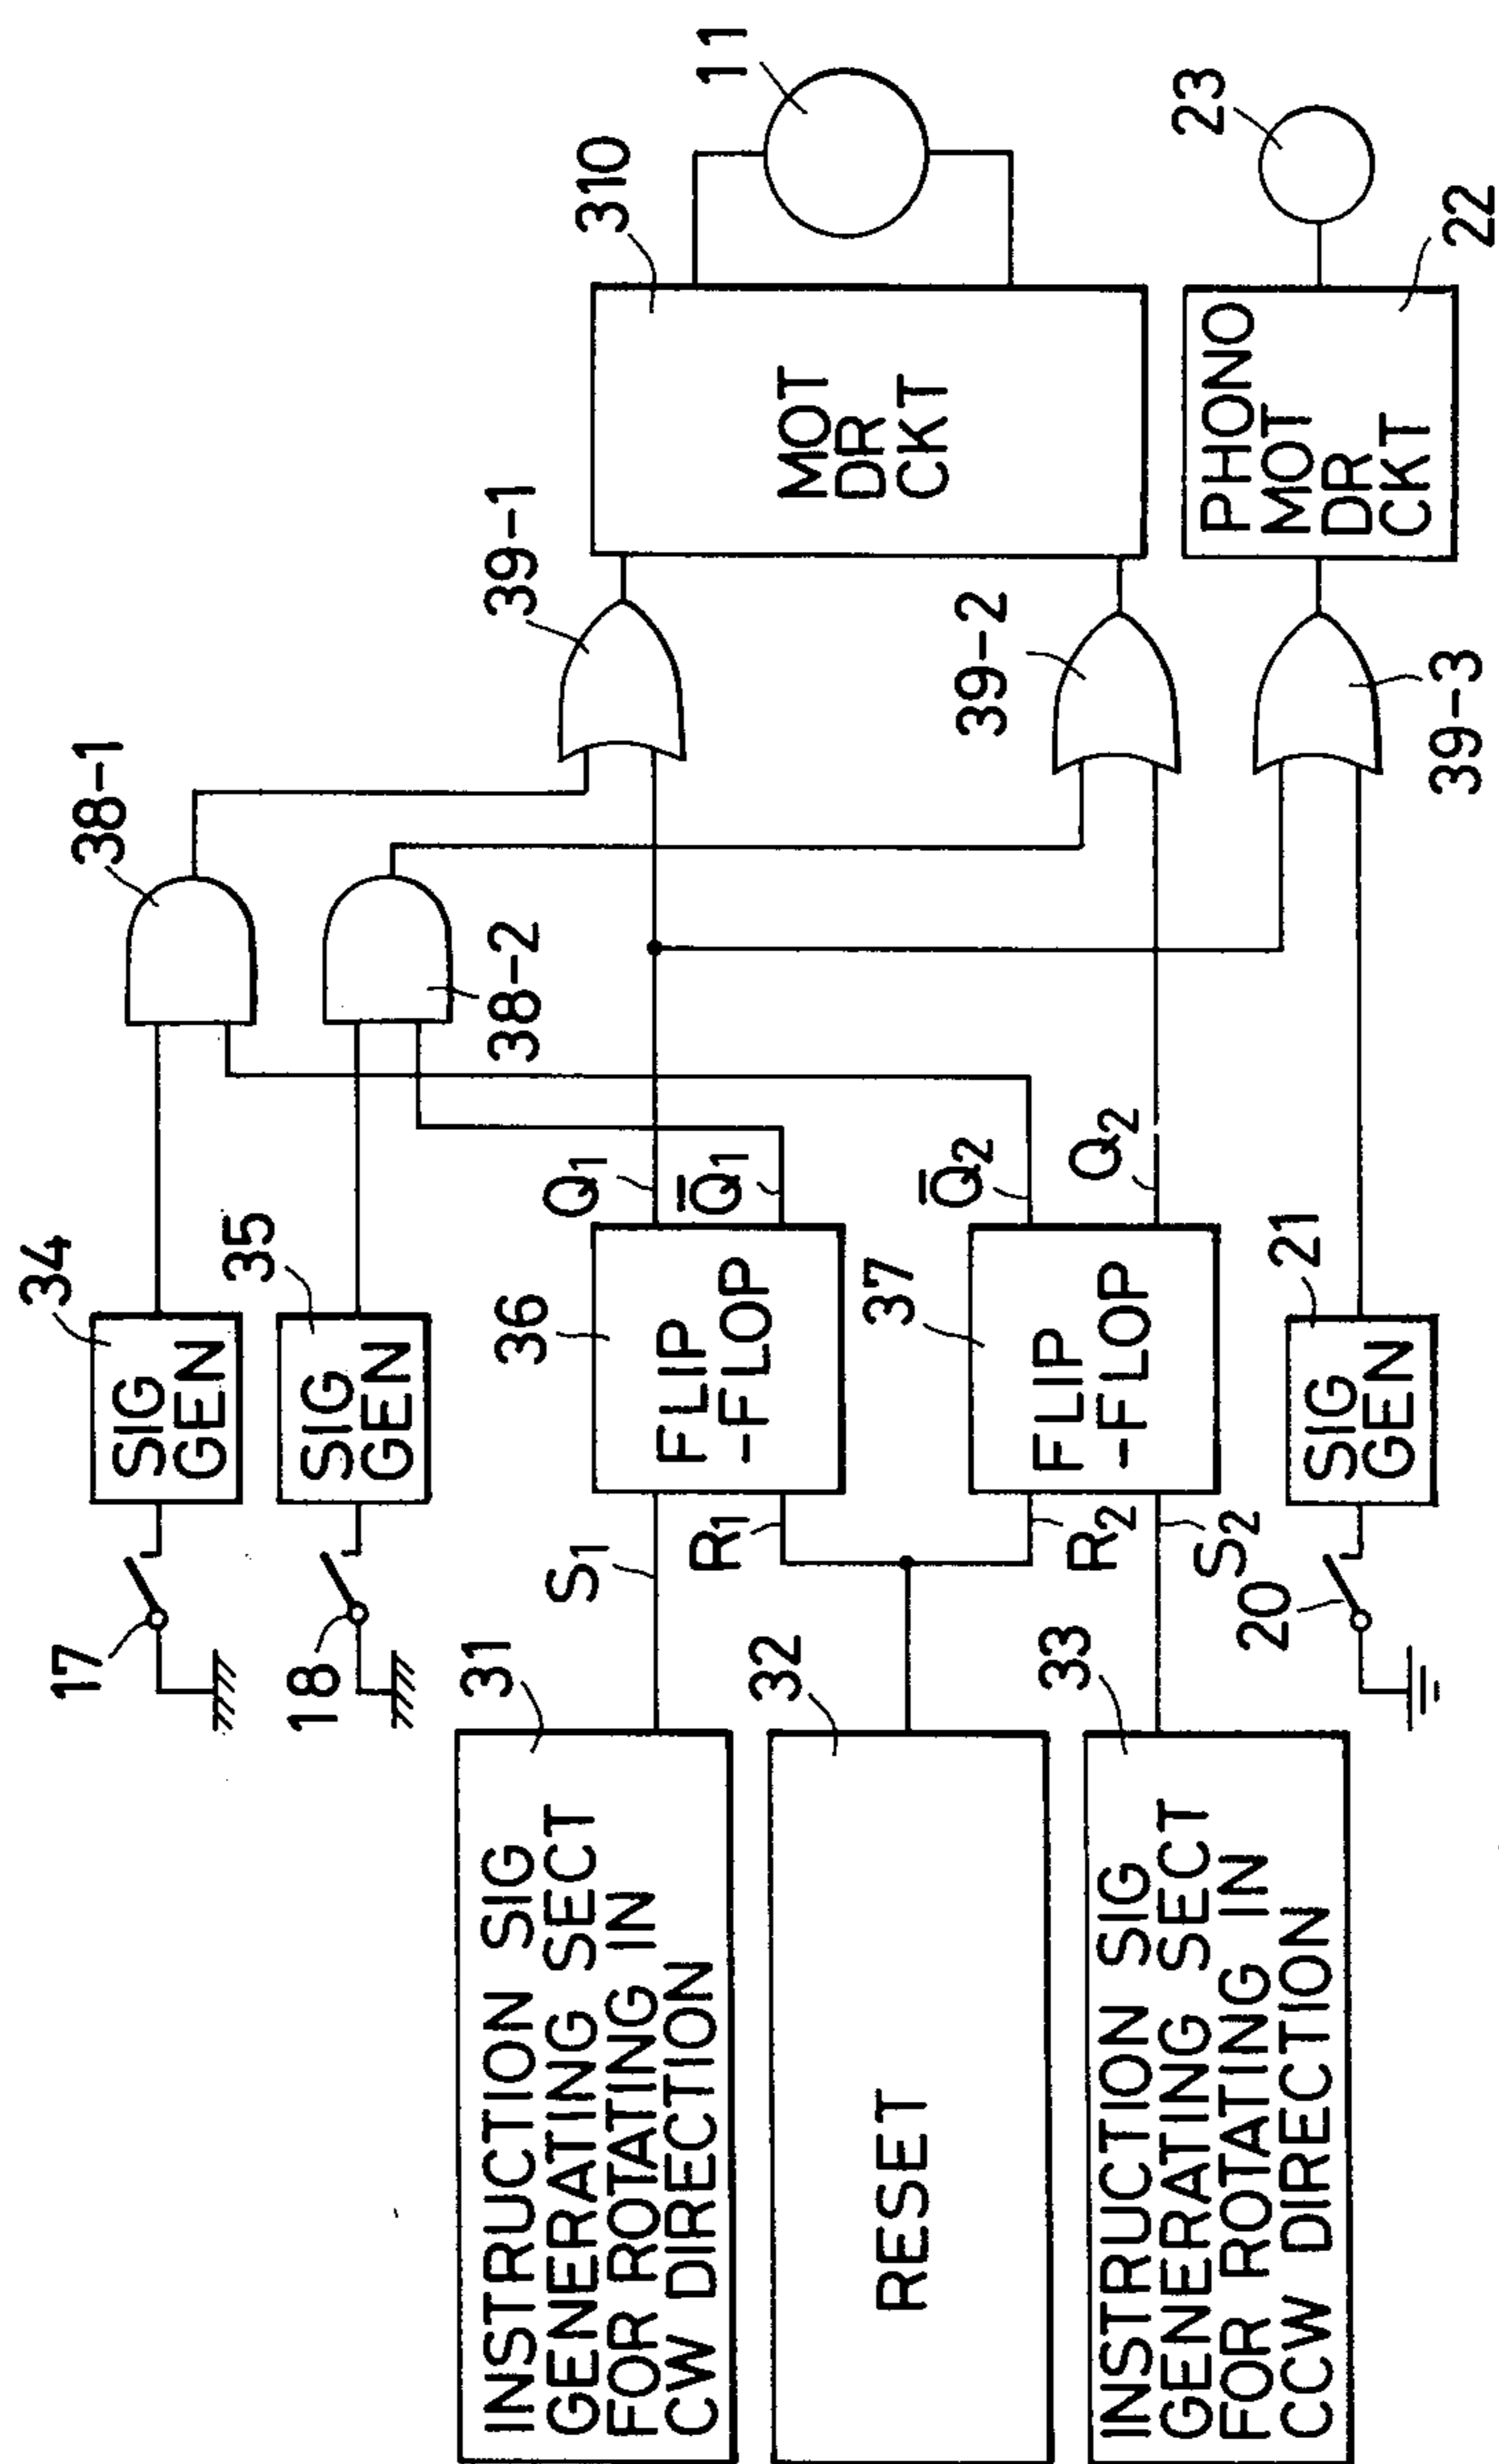 17
34
SIG
GEN
38-1
18
35
SIG
GEN
38-2
31
INSTRUCTION SIG
GENERATING SECT
FOR ROTATING IN
CW DIRECTION
S1
36
FLIP
-FLOP
R1
Q1
Q̅1
39-1
310
MOT
DR
CKT
11
32
RESET
33
INSTRUCTION SIG
GENERATING SECT
FOR ROTATING IN
CCW DIRECTION
R2
S2
37
FLIP
-FLOP
Q̅2
Q2
39-2
20
21
SIG
GEN
39-3
PHONO
MOT
DR
CKT
22
23